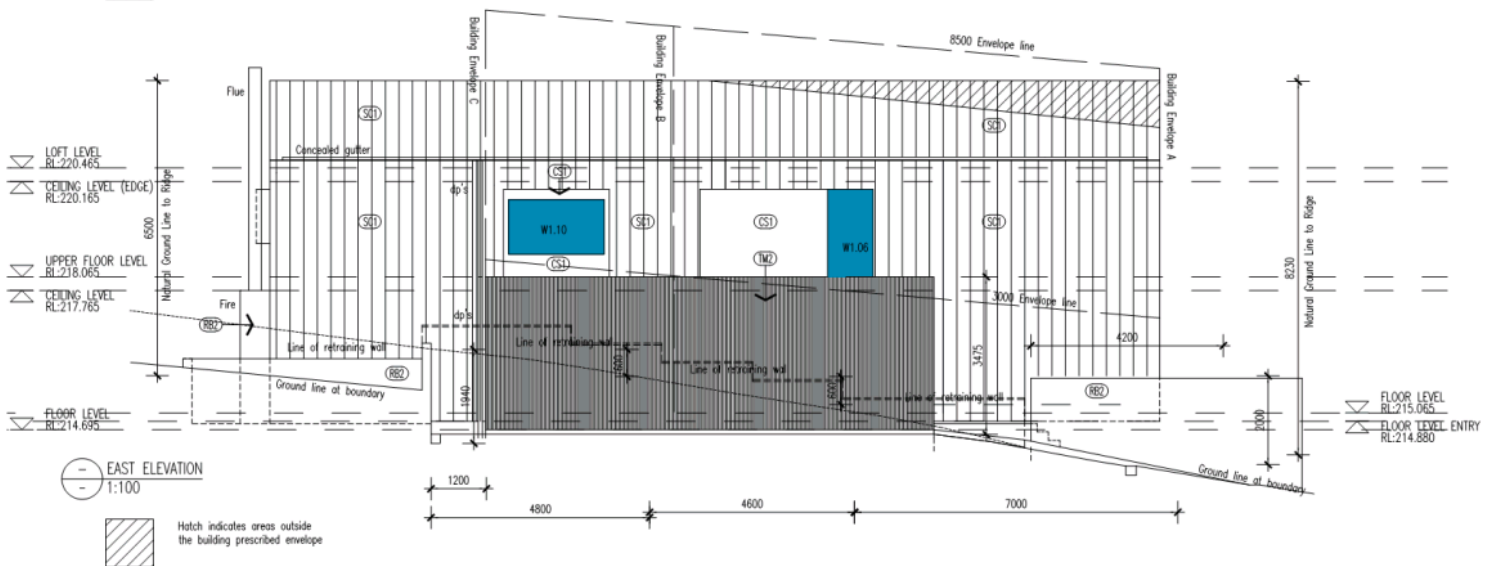 8500 Envelope line
Building Envelope C
Building Envelope B
Building Envelope A
Flue
SC1
SC1
Concealed gutter
LOFT LEVEL
RL:220.465
CEILING LEVEL (EDGE)
RL:220.165
6500
Natural Ground Line to Ridge
dp's
CS1
W1.10
CS1
SC1
SC1
CS1
W1.06
SC1
TM2
8230
Natural Ground Line to Ridge
UPPER FLOOR LEVEL
RL:218.065
CEILING LEVEL
RL:217.765
3000 Envelope line
Fire
RB2
dp's
Line of retraining wall
Line of retraining wall
Line of retraining wall
Line of retraining wall
600
600
3475
4200
1940
RB2
RB2
Ground line at boundary
2000
FLOOR LEVEL
RL:214.695
FLOOR LEVEL
RL:215.065
FLOOR LEVEL ENTRY
RL:214.880
Ground line at boundary
EAST ELEVATION
1:100
1200
4800
4600
7000
Hatch indicates areas outside
the building prescribed envelope